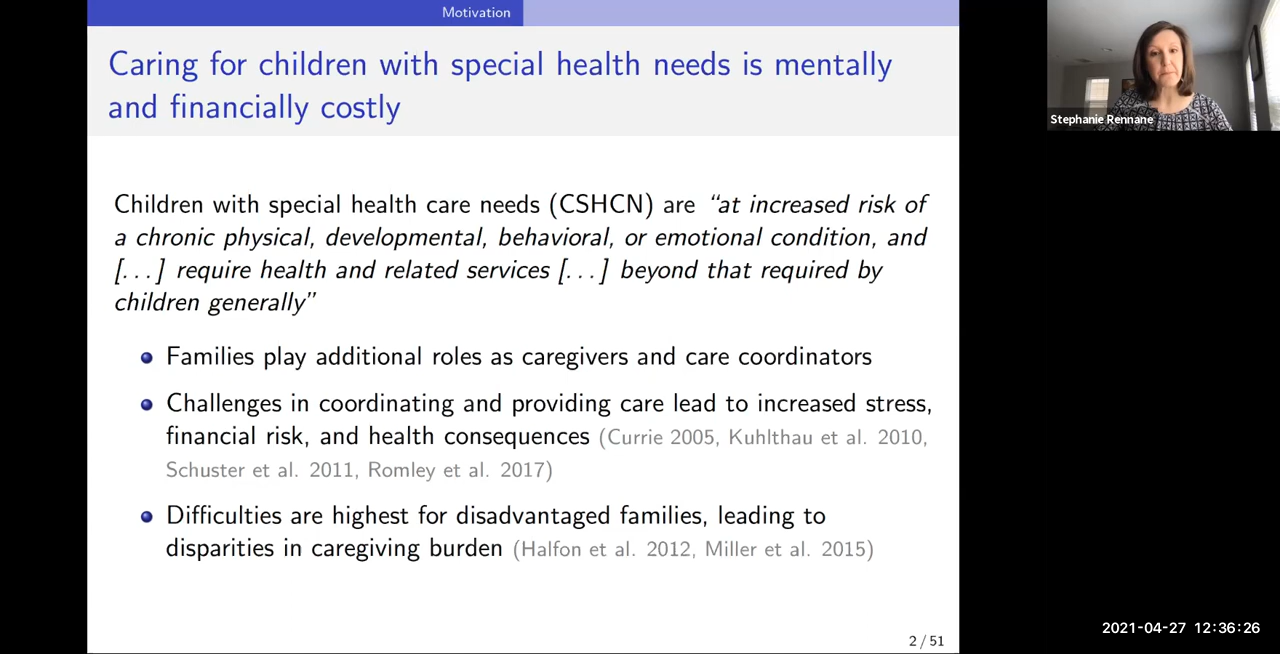 Motivation
Caring for children with special health needs is mentally
and financially costly
Children with special health care needs (CSHCN) are “at increased risk of
a chronic physical, developmental, behavioral, or emotional condition, and
[...] require health and related services [...] beyond that required by
children generally”
Families play additional roles as caregivers and care coordinators
Challenges in coordinating and providing care lead to increased stress,
financial risk, and health consequences (Currie 2005, Kuhlthau et al. 2010,
Schuster et al. 2011, Romley et al. 2017)
Difficulties are highest for disadvantaged families, leading to
disparities in caregiving burden (Halfon et al. 2012, Miller et al. 2015)
2 / 51
Stephanie Rennane
2021-04-27 12:36:26